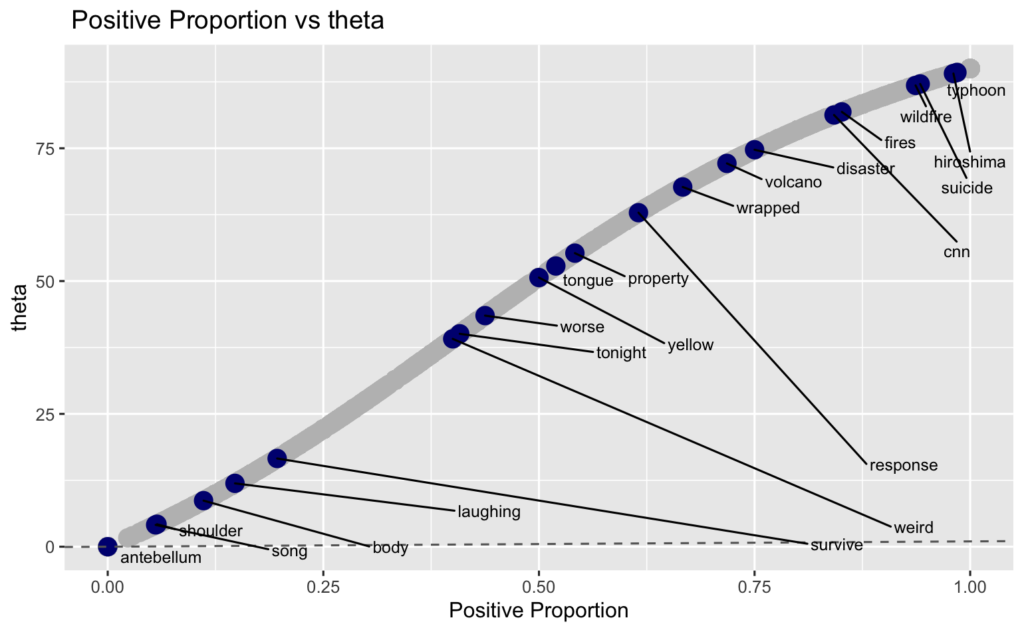 Positive Proportion vs theta
theta
75
50
25
0
typhoon
wildfire
fires
hiroshima
disaster
volcano
suicide
wrapped
cnn
tongue
property
worse
yellow
tonight
response
laughing
weird
shoulder
survive
body
song
antebellum
0.00
0.25
0.50
0.75
1.00
Positive Proportion